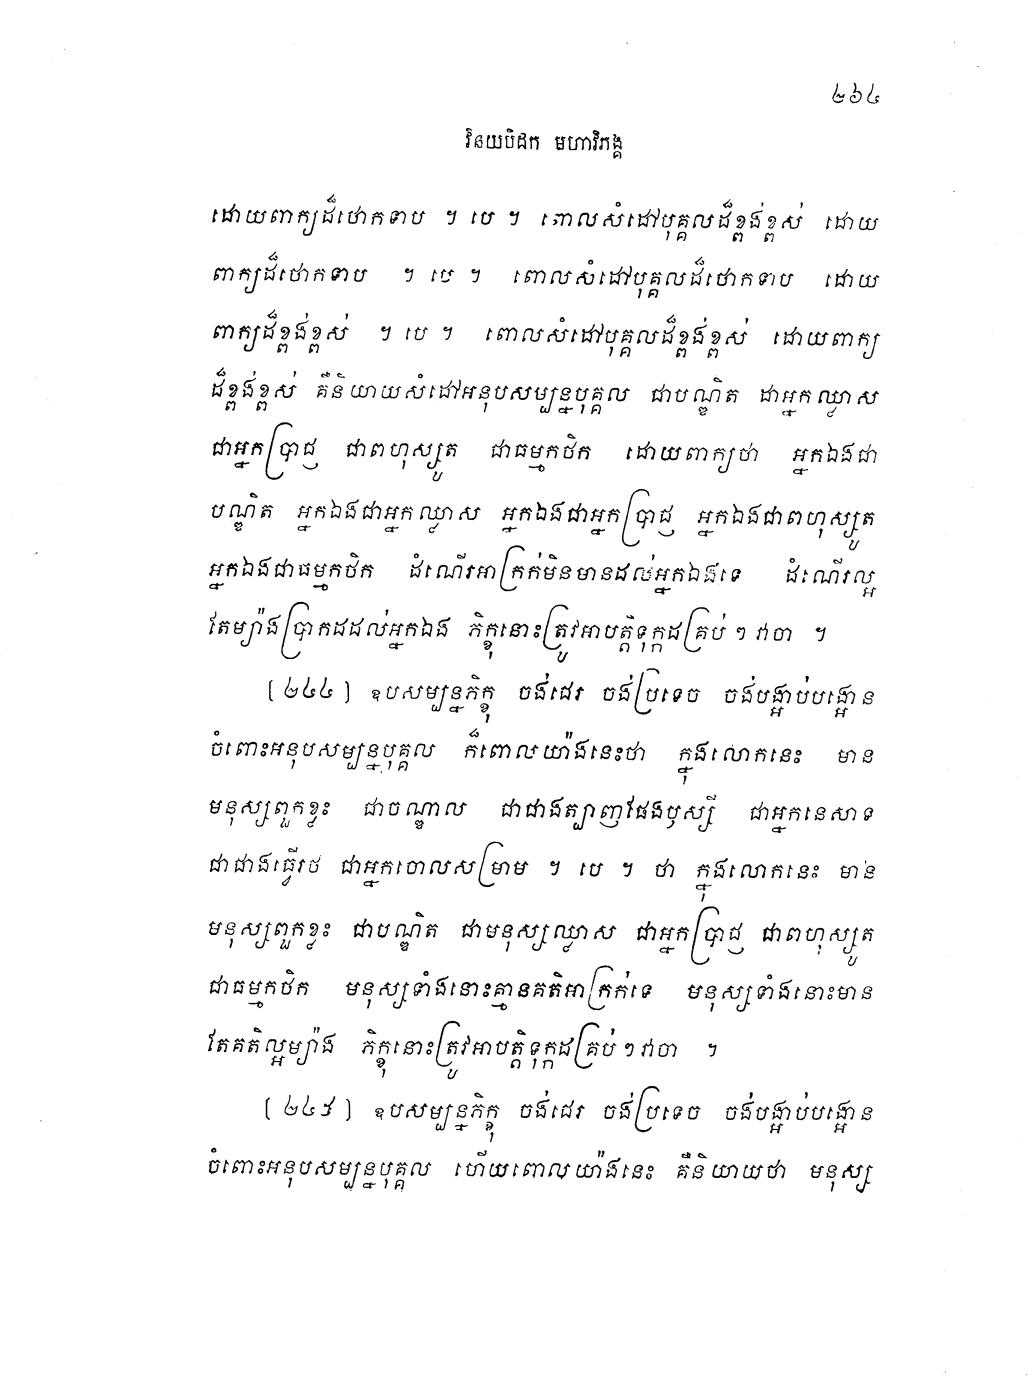 ២៦៤
វិនយបិដក មហាវិភង្គ
ដោយពាក្យដ៏ថោកទាប ។ បេ ។ ពោលសំដៅបុគ្គលដ៏ខ្ពង់ខ្ពស់ ដោយ
ពាក្យដ៏ថោកទាប ។ បេ ។ ពោលសំដៅបុគ្គលដ៏ថោកទាប ដោយ
ពាក្យដ៏ខ្ពង់ខ្ពស់ ។ បេ ។ ពោលសំដៅបុគ្គលដ៏ខ្ពង់ខ្ពស់ ដោយពាក្យ
ដ៏ខ្ពង់ខ្ពស់ គឺនិយាយសំដៅអនុបសម្បន្នបុគ្គល ជាបណ្ឌិត ជាអ្នកឈ្លាស
ជាអ្នកប្រាជ្ញ ជាពហុស្សូត ជាធម្មកថិក ដោយពាក្យថា អ្នកឯងជា
បណ្ឌិត អ្នកឯងជាអ្នកឈ្លាស អ្នកឯងជាអ្នកប្រាជ្ញ អ្នកឯងជាពហុស្សូត
អ្នកឯងជាធម្មកថិក ដំណើរអាក្រក់មិនមានដល់អ្នកឯងទេ ដំណើរល្អ
តែម្យ៉ាងប្រាកដដល់អ្នកឯង ភិក្ខុនោះត្រូវអាបត្តិទុក្កដគ្រប់ ៗ វាចា ។
[ ២៤៤ ] ឧបសម្បន្នភិក្ខុ ចង់ជេរ ចង់ប្រទេច ចង់បង្អាប់បង្អោន
ចំពោះអនុបសម្បន្នបុគ្គល ក៏ពោលយ៉ាងនេះថា ក្នុងលោកនេះ មាន
មនុស្សពួកខ្លះ ជាចណ្ឌាល ជាជាងត្បាញផែងឫស្សី ជាអ្នកនេសាទ
ជាជាងធ្វើរថ ជាអ្នកចោលសម្រាម ។ បេ ។ ថា ក្នុងលោកនេះ មាន
មនុស្សពួកខ្លះ ជាបណ្ឌិត ជាមនុស្សឈ្លាស ជាអ្នកប្រាជ្ញ ជាពហុស្សូត
ជាធម្មកថិក មនុស្សទាំងនោះគ្មានគតិអាក្រក់ទេ មនុស្សទាំងនោះមាន
តែគតិល្អម្យ៉ាង ភិក្ខុនោះត្រូវអាបត្តិទុក្កដគ្រប់ ៗ វាចា ។
[ ២៤៥ ] ឧបសម្បន្នភិក្ខុ ចង់ជេរ ចង់ប្រទេច ចង់បង្អាប់បង្អោន
ចំពោះអនុបសម្បន្នបុគ្គល ហើយពោលយ៉ាងនេះ គឺនិយាយថា មនុស្ស